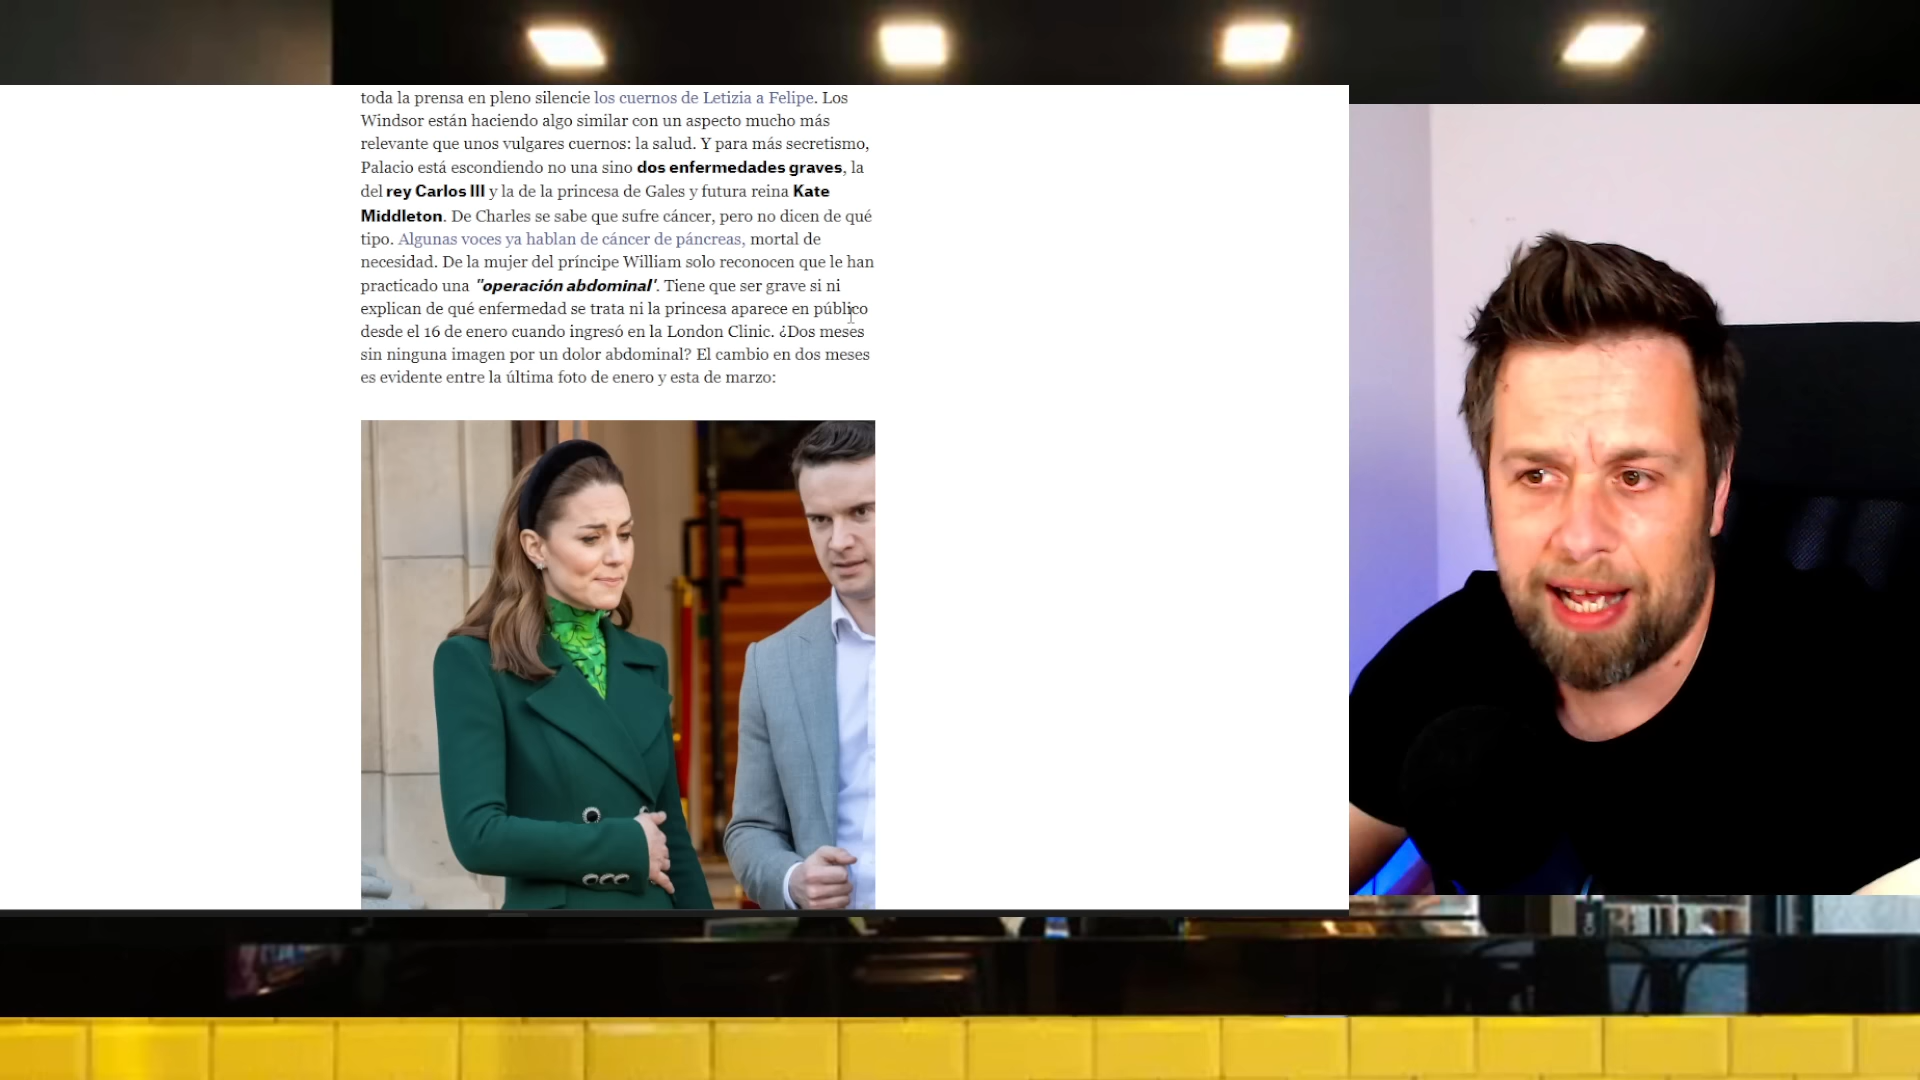 toda la prensa en pleno silencie los cuernos de Letizia a Felipe. Los
Windsor están haciendo algo similar con un aspecto mucho más
relevante que unos vulgares cuernos: la salud. Y para más secretismo,
Palacio está escondiendo no una sino dos enfermedades graves, la
del rey Carlos III y la de la princesa de Gales y futura reina Kate
Middleton. De Charles se sabe que sufre cáncer, pero no dicen de qué
tipo. Algunas voces ya hablan de cáncer de páncreas, mortal de
necesidad. De la mujer del príncipe William solo reconocen que le han
practicado una "operación abdominal'. Tiene que ser grave si ni
explican de qué enfermedad se trata ni la princesa aparece en público
desde el 16 de enero cuando ingresó en la London Clinic. ¿Dos meses
sin ninguna imagen por un dolor abdominal? El cambio en dos meses
es evidente entre la última foto de enero y esta de marzo: